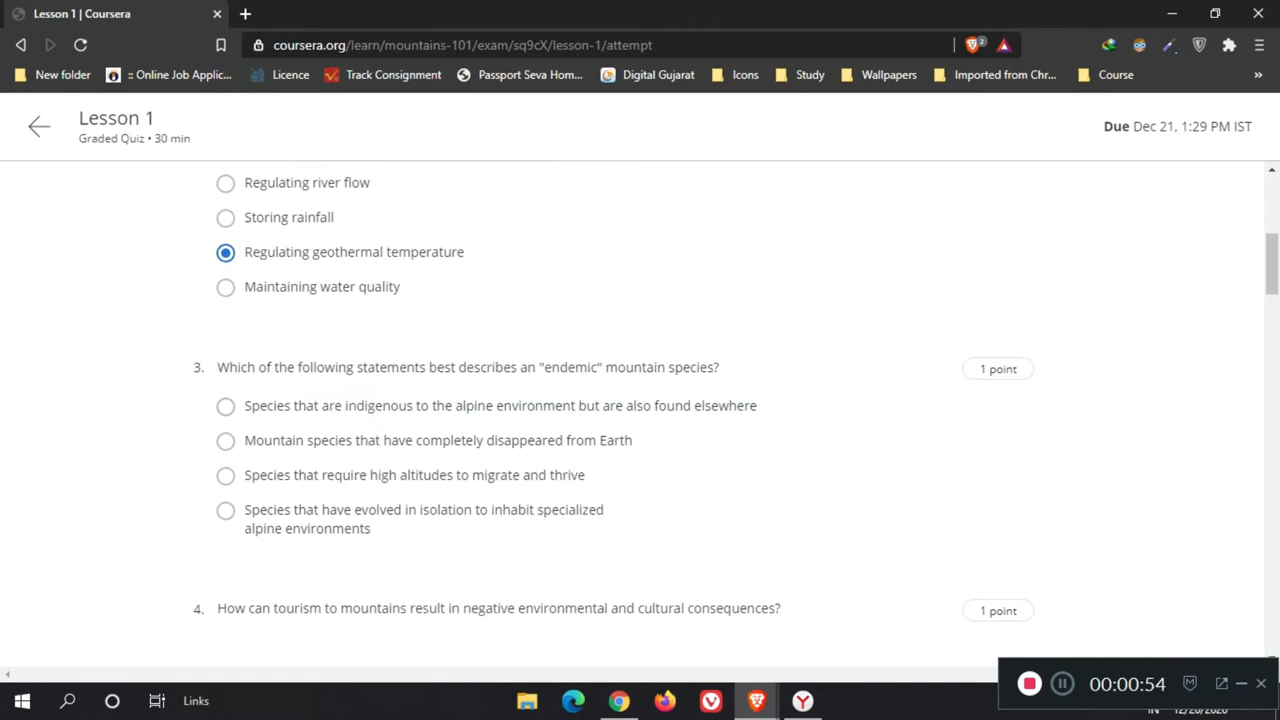 Lesson 1 | Coursera
coursera.org/learn/mountains-101/exam/sq9cX/lesson-1/attempt
2
New folder
:: Online Job Applic...
Licence
Track Consignment
Passport Seva Hom...
Digital Gujarat
Icons
Study
Wallpapers
Imported from Chr...
Course
Lesson 1
Graded Quiz • 30 min
Due Dec 21, 1:29 PM IST
Regulating river flow
Storing rainfall
Regulating geothermal temperature
Maintaining water quality
3. Which of the following statements best describes an "endemic" mountain species?
1 point
Species that are indigenous to the alpine environment but are also found elsewhere
Mountain species that have completely disappeared from Earth
Species that require high altitudes to migrate and thrive
Species that have evolved in isolation to inhabit specialized
alpine environments
4. How can tourism to mountains result in negative environmental and cultural consequences?
1 point
00:00:54
Links
IN